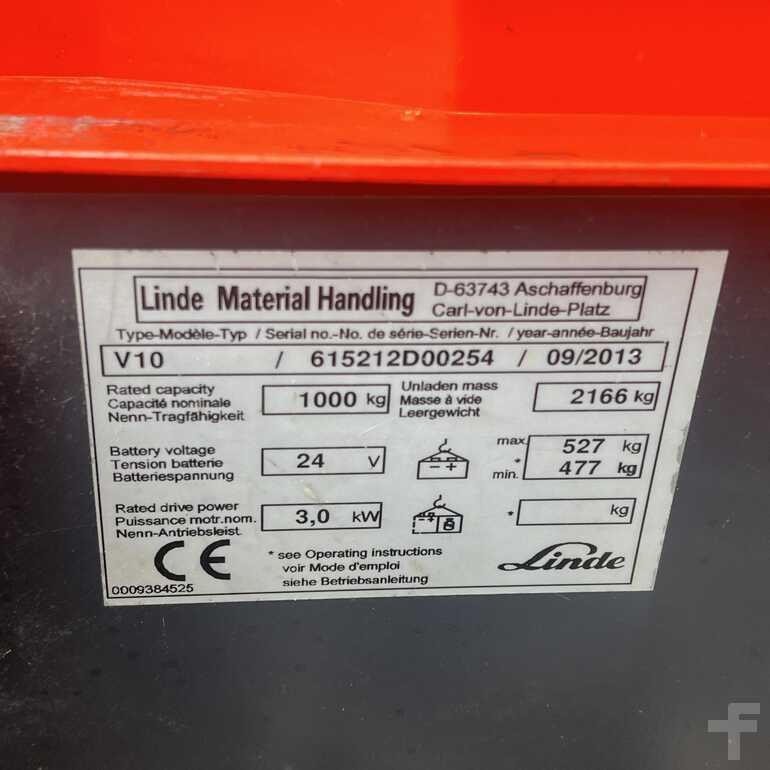 Linde Material Handling
D-63743 Aschaffenburg
Carl-von-Linde-Platz
Type-Modèle-Typ / Serial no.-No. de série-Serien-Nr. / year-année-Baujahr
V10 / 615212D00254 / 09/2013
Rated capacity
Capacité nominale
Nenn-Tragfähigkeit
1000 kg
Unladen mass
Masse à vide
Leergewicht
2166 kg
Battery voltage
Tension batterie
Batteriespannung
24 V
- +
max. 527 kg
*
min. 477 kg
Rated drive power
Puissance motr.nom.
Nenn-Antriebsleist.
3,0 kW
- +
* kg
CE
* see Operating instructions
voir Mode d'emploi
siehe Betriebsanleitung
Linde
0009384525